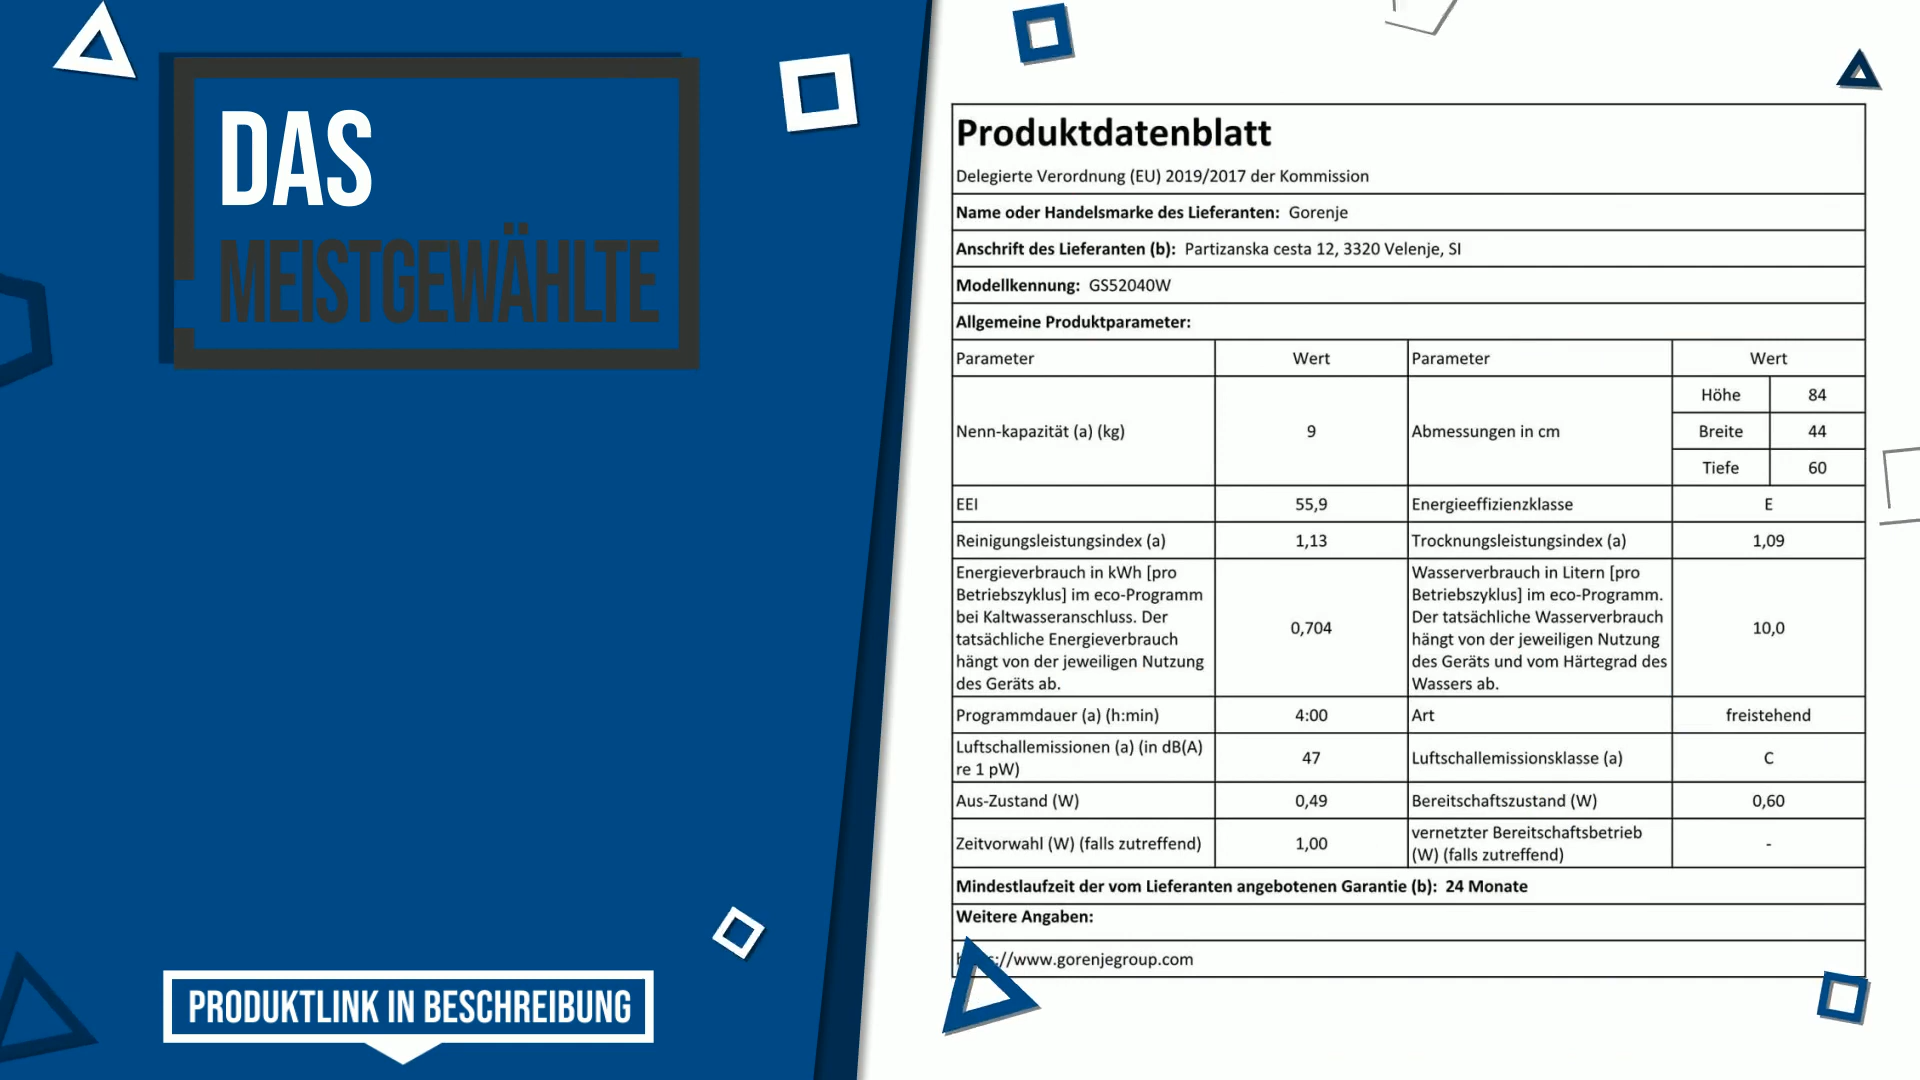 DAS
MEISTGEWÄHLTE
PRODUKTLINK IN BESCHREIBUNG
Produktdatenblatt
Delegierte Verordnung (EU) 2019/2017 der Kommission
Name oder Handelsmarke des Lieferanten: Gorenje
Anschrift des Lieferanten (b): Partizanska cesta 12, 3320 Velenje, SI
Modellkennung: GS52040W
Allgemeine Produktparameter:
Parameter Wert Parameter Wert
Nenn-kapazität (a) (kg) 9 Abmessungen in cm
Höhe 84
Breite 44
Tiefe 60
EEI 55,9 Energieeffizienzklasse E
Reinigungsleistungsindex (a) 1,13 Trocknungsleistungsindex (a) 1,09
Energieverbrauch in kWh [pro
Betriebszyklus] im eco-Programm
bei Kaltwasseranschluss. Der
tatsächliche Energieverbrauch
hängt von der jeweiligen Nutzung
des Geräts ab.
0,704
Wasserverbrauch in Litern [pro
Betriebszyklus] im eco-Programm.
Der tatsächliche Wasserverbrauch
hängt von der jeweiligen Nutzung
des Geräts und vom Härtegrad des
Wassers ab.
10,0
Programmdauer (a) (h:min) 4:00 Art freistehend
Luftschallemissionen (a) (in dB(A)
re 1 pW)
47 Luftschallemissionsklasse (a) C
Aus-Zustand (W) 0,49 Bereitschaftszustand (W) 0,60
Zeitvorwahl (W) (falls zutreffend) 1,00
vernetzter Bereitschaftsbetrieb
(W) (falls zutreffend)
-
Mindestlaufzeit der vom Lieferanten angebotenen Garantie (b): 24 Monate
Weitere Angaben:
://www.gorenjegroup.com